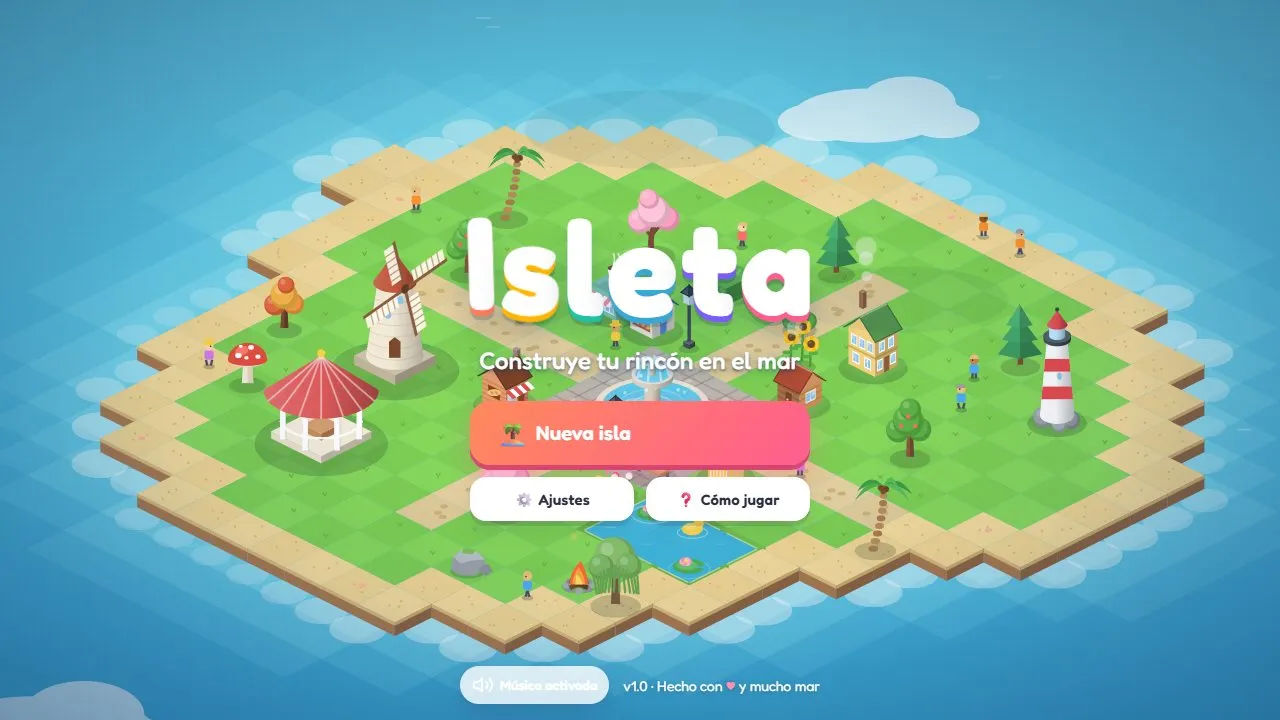 Isleta
Construye tu rincón en el mar
Nueva isla
Ajustes
Cómo jugar
Música activada
v1.0 · Hecho con y mucho mar